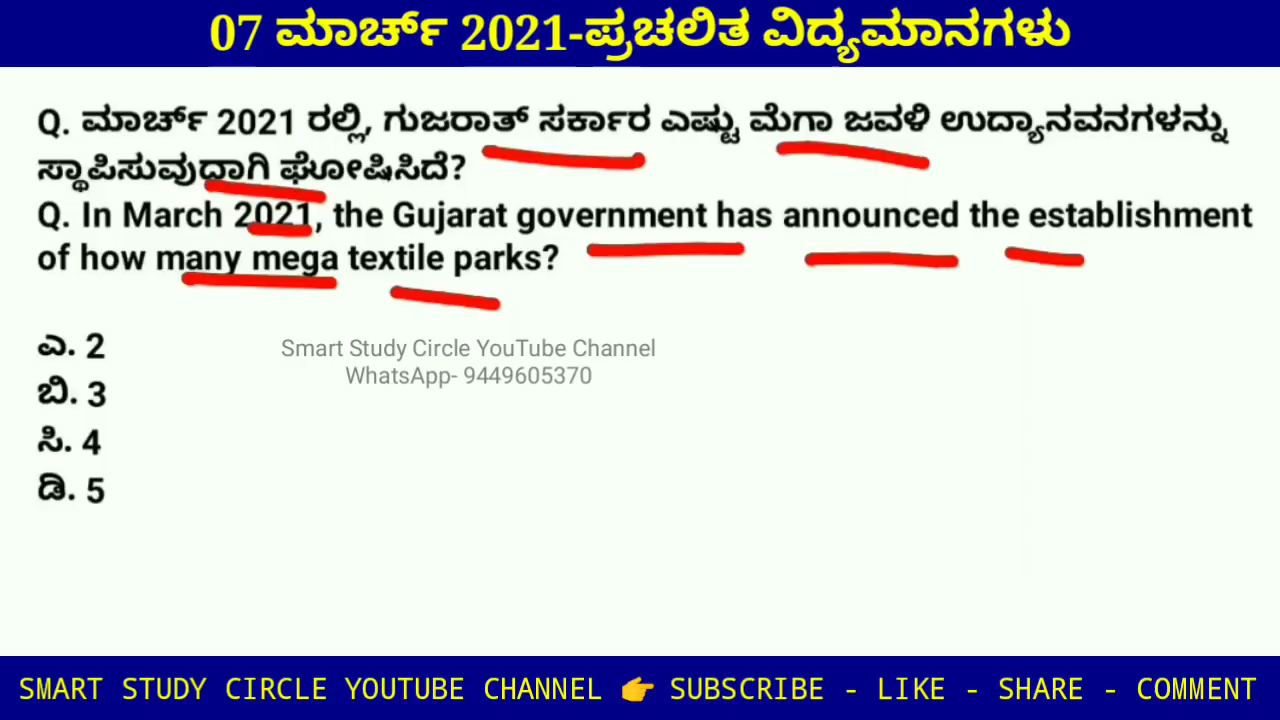 07 ಮಾರ್ಚ್ 2021-ಪ್ರಚಲಿತ ವಿದ್ಯಮಾನಗಳು
Q. ಮಾರ್ಚ್ 2021 ರಲ್ಲಿ, ಗುಜರಾತ್ ಸರ್ಕಾರ ಎಷ್ಟು ಮೆಗಾ ಜವಳಿ ಉದ್ಯಾನವನಗಳನ್ನು
ಸ್ಥಾಪಿಸುವುದಾಗಿ ಘೋಷಿಸಿದೆ?
Q. In March 2021, the Gujarat government has announced the establishment
of how many mega textile parks?
ಎ. 2
ಬಿ. 3
ಸಿ. 4
ಡಿ. 5
Smart Study Circle YouTube Channel
WhatsApp- 9449605370
SMART STUDY CIRCLE YOUTUBE CHANNEL 👉 SUBSCRIBE - LIKE - SHARE - COMMENT